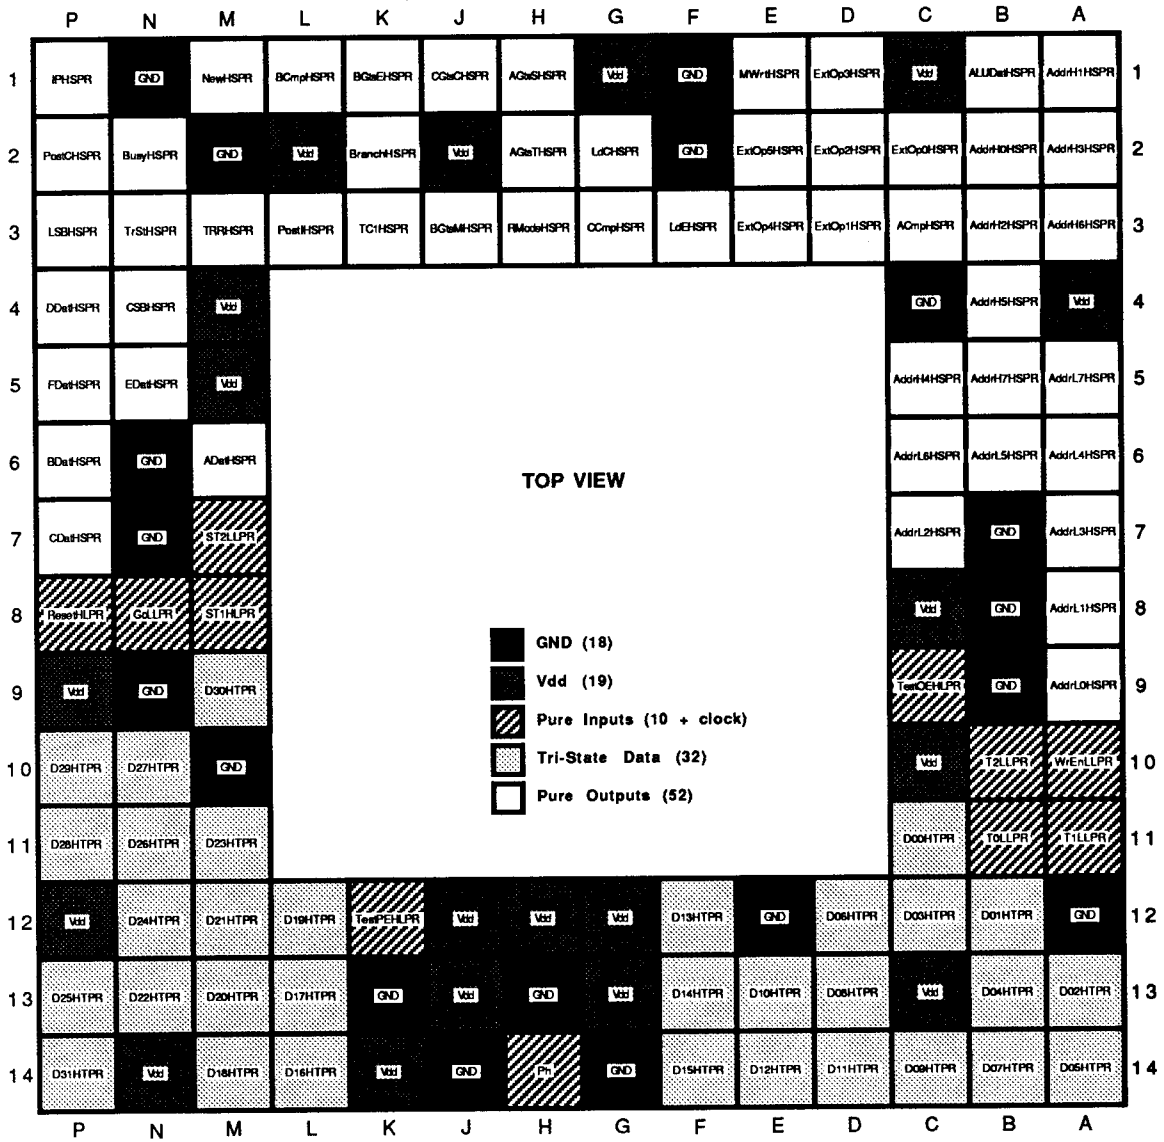 P N M L K J H G F E D C B A
1 IPHSPR GND NewHSPR BCmpHSPR BGtaEHSPR CGtaCHSPR AGtaSHSPR Vdd GND MWrtHSPR ExtOp3HSPR Vdd ALUDatHSPR AddrH1HSPR 1
2 PostCHSPR BusyHSPR GND Vdd BranchHSPR Vdd AGtaTHSPR LdCHSPR GND ExtOp5HSPR ExtOp2HSPR ExtOp0HSPR AddrH0HSPR AddrH3HSPR 2
3 LSBHSPR TrStHSPR TRRHSPR PostIHSPR TC1HSPR BGtaMHSPR RModeHSPR CCmpHSPR LdEHSPR ExtOp4HSPR ExtOp1HSPR ACmpHSPR AddrH2HSPR AddrH6HSPR 3
4 DDatHSPR CSBHSPR Vdd GND AddrH5HSPR Vdd 4
5 FDatHSPR EDatHSPR Vdd AddrH4HSPR AddrH7HSPR AddrL7HSPR 5
6 BDatHSPR GND ADatHSPR AddrL6HSPR AddrL5HSPR AddrL4HSPR 6
TOP VIEW
7 CDatHSPR GND ST2LLPR AddrL2HSPR GND AddrL3HSPR 7
8 ResetHLPR GoLLPR ST1HLPR Vdd GND AddrL1HSPR 8
GND (18)
Vdd (19)
9 Vdd GND D30HTPR TestOEHLPR GND AddrL0HSPR 9
Pure Inputs (10 + clock)
Tri-State Data (32)
10 D29HTPR D27HTPR GND Vdd T2LLPR WrEnLLPR 10
Pure Outputs (52)
11 D28HTPR D26HTPR D23HTPR D00HTPR T0LLPR T1LLPR 11
12 Vdd D24HTPR D21HTPR D19HTPR TestPEHLPR Vdd Vdd Vdd D13HTPR GND D06HTPR D03HTPR D01HTPR GND 12
13 D25HTPR D22HTPR D20HTPR D17HTPR GND Vdd GND Vdd D14HTPR D10HTPR D08HTPR Vdd D04HTPR D02HTPR 13
14 D31HTPR Vdd D18HTPR D16HTPR Vdd GND Ph GND D15HTPR D12HTPR D11HTPR D09HTPR D07HTPR D05HTPR 14
P N M L K J H G F E D C B A